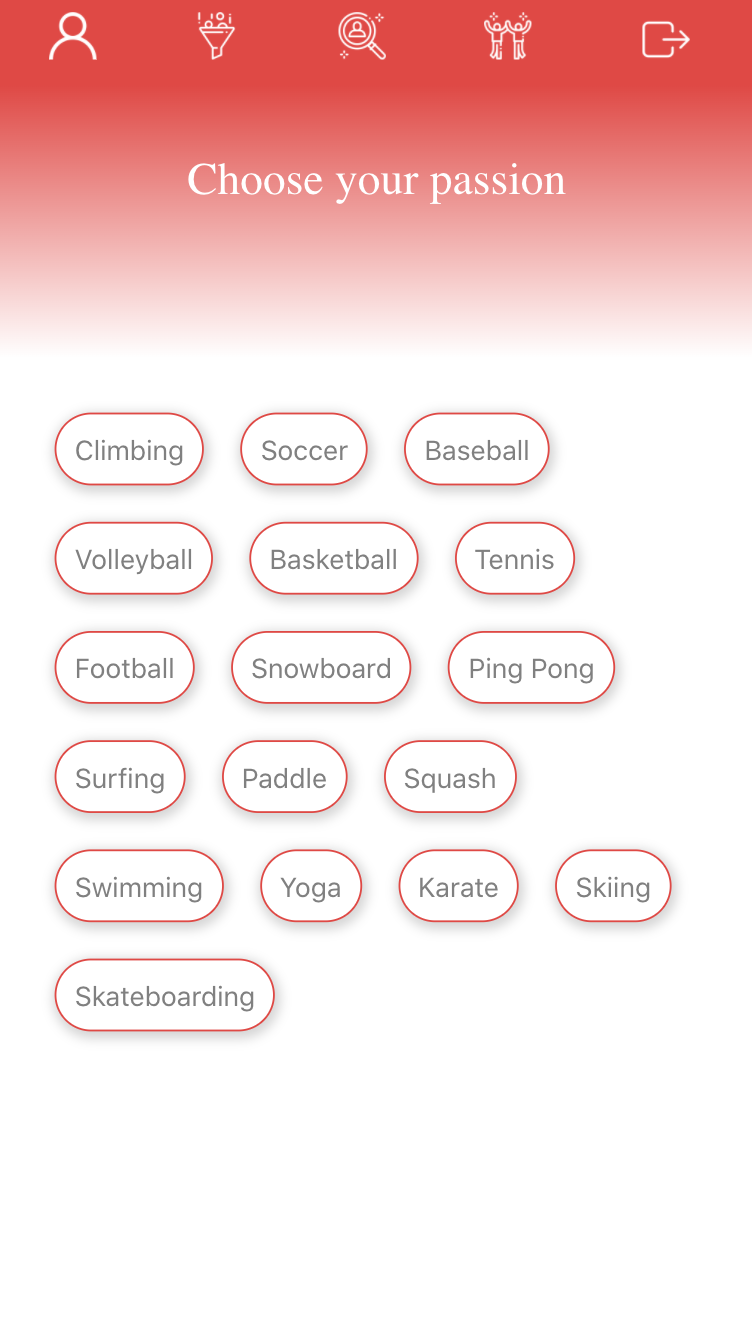 Choose your passion
Climbing Soccer Baseball
Volleyball Basketball Tennis
Football Snowboard Ping Pong
Surfing Paddle Squash
Swimming Yoga Karate Skiing
Skateboarding